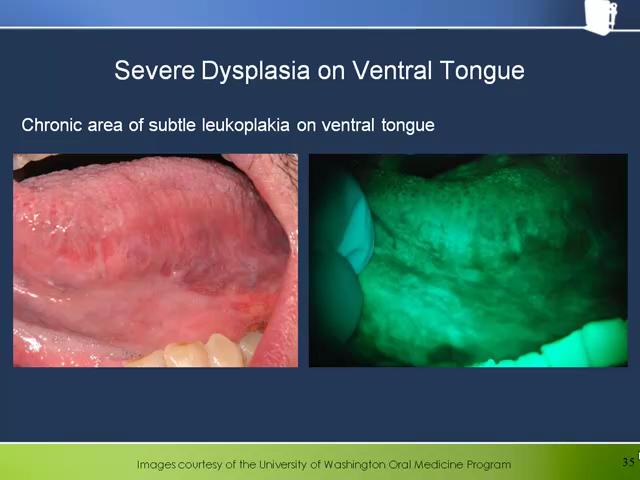 Severe Dysplasia on Ventral Tongue
Chronic area of subtle leukoplakia on ventral tongue
Images courtesy of the University of Washington Oral Medicine Program
35